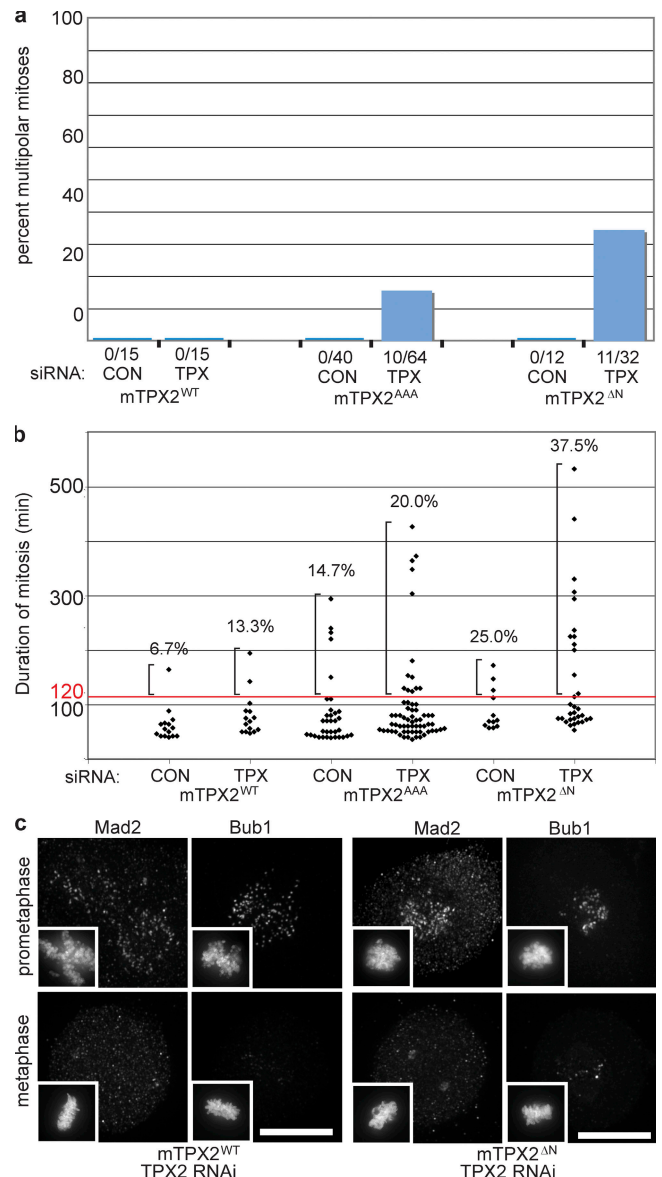 a
percent multipolar mitoses
100
80
60
40
20
0
0/15 0/15 0/40 10/64 0/12 11/32
siRNA: CON TPX CON TPX CON TPX
mTPX2WT mTPX2AAA mTPX2ΔN
b
Duration of mitosis (min)
37.5%
500
20.0%
14.7%
300
13.3%
25.0%
6.7%
120
100
siRNA: CON TPX CON TPX CON TPX
mTPX2WT mTPX2AAA mTPX2ΔN
c
Mad2 Bub1 Mad2 Bub1
prometaphase
metaphase
mTPX2WT mTPX2ΔN
TPX2 RNAi TPX2 RNAi